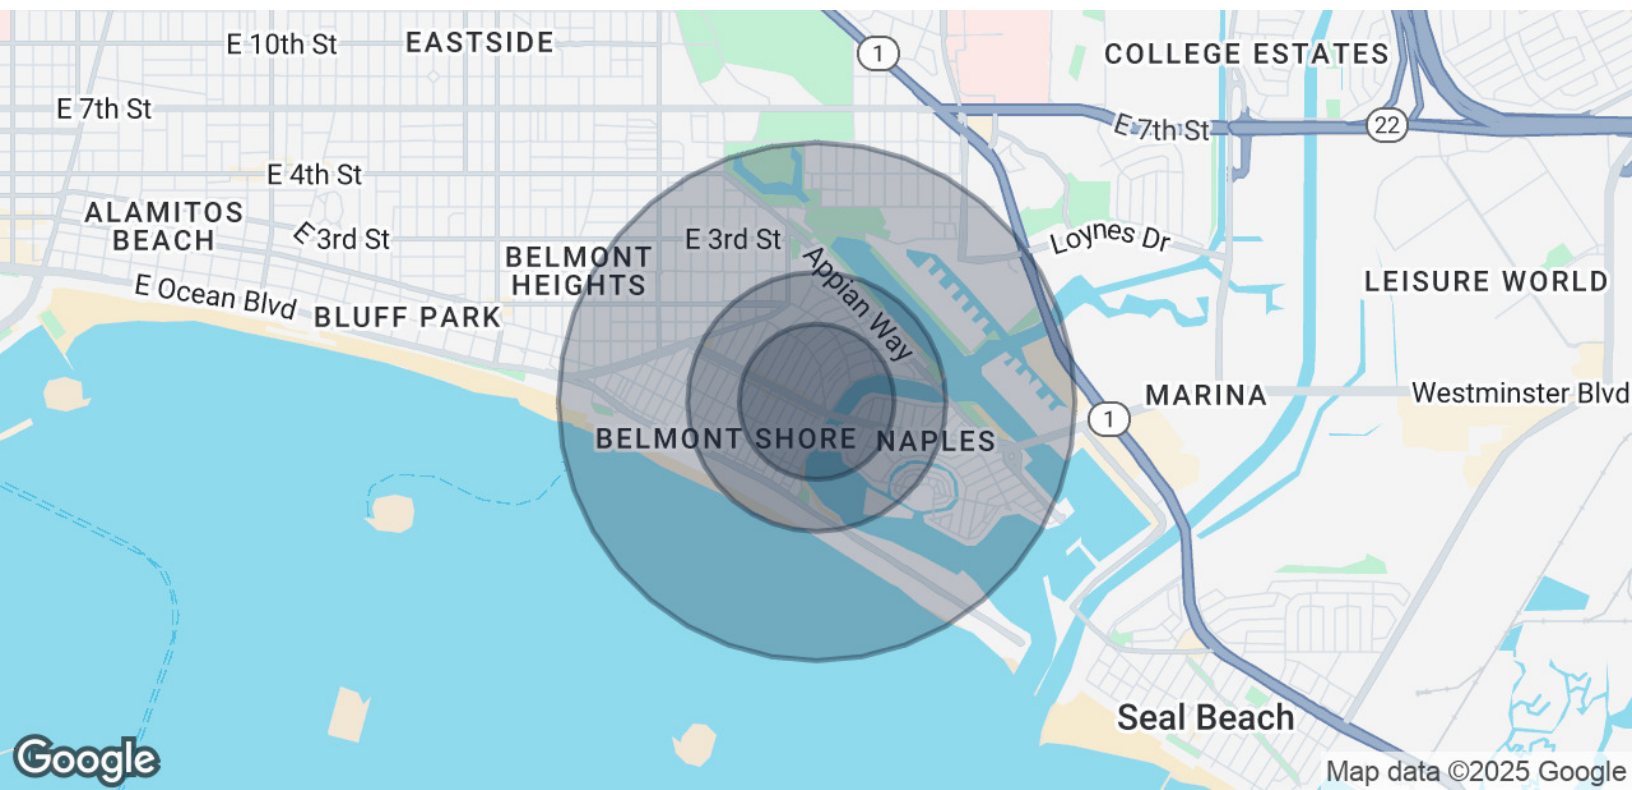 E 10th St
EASTSIDE
1
COLLEGE ESTATES
E 7th St
E 7th St
22
E 4th St
ALAMITOS
BEACH
E 3rd St
E 3rd St
Loynes Dr
BELMONT
HEIGHTS
Appian Way
LEISURE WORLD
E Ocean Blvd
BLUFF PARK
MARINA
Westminster Blvd
1
BELMONT SHORE
NAPLES
Seal Beach
Google
Map data ©2025 Google